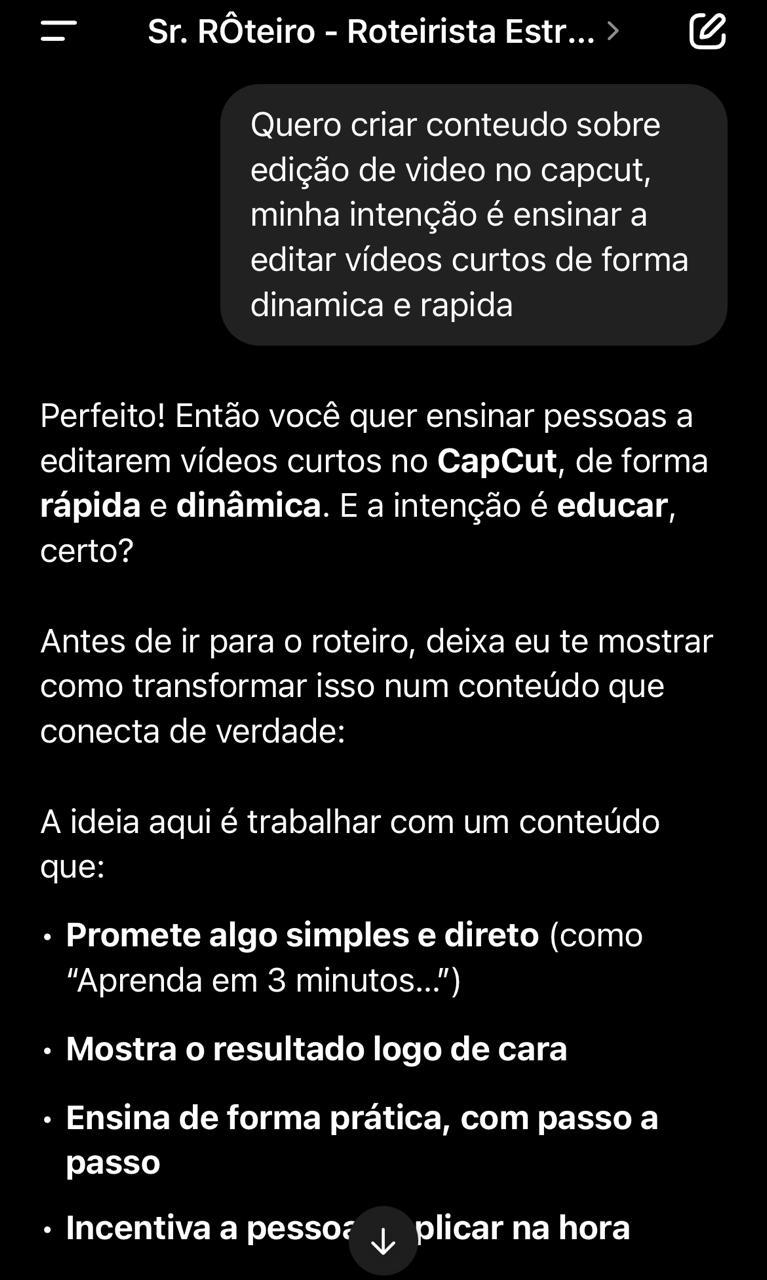 Sr. RÔteiro - Roteirista Estr...
Quero criar conteudo sobre
edição de video no capcut,
minha intenção é ensinar a
editar vídeos curtos de forma
dinamica e rapida
Perfeito! Então você quer ensinar pessoas a
editarem vídeos curtos no CapCut, de forma
rápida e dinâmica. E a intenção é educar,
certo?
Antes de ir para o roteiro, deixa eu te mostrar
como transformar isso num conteúdo que
conecta de verdade:
A ideia aqui é trabalhar com um conteúdo
que:
• Promete algo simples e direto (como
“Aprenda em 3 minutos...”)
• Mostra o resultado logo de cara
• Ensina de forma prática, com passo a
passo
• Incentiva a pessoa plicar na hora